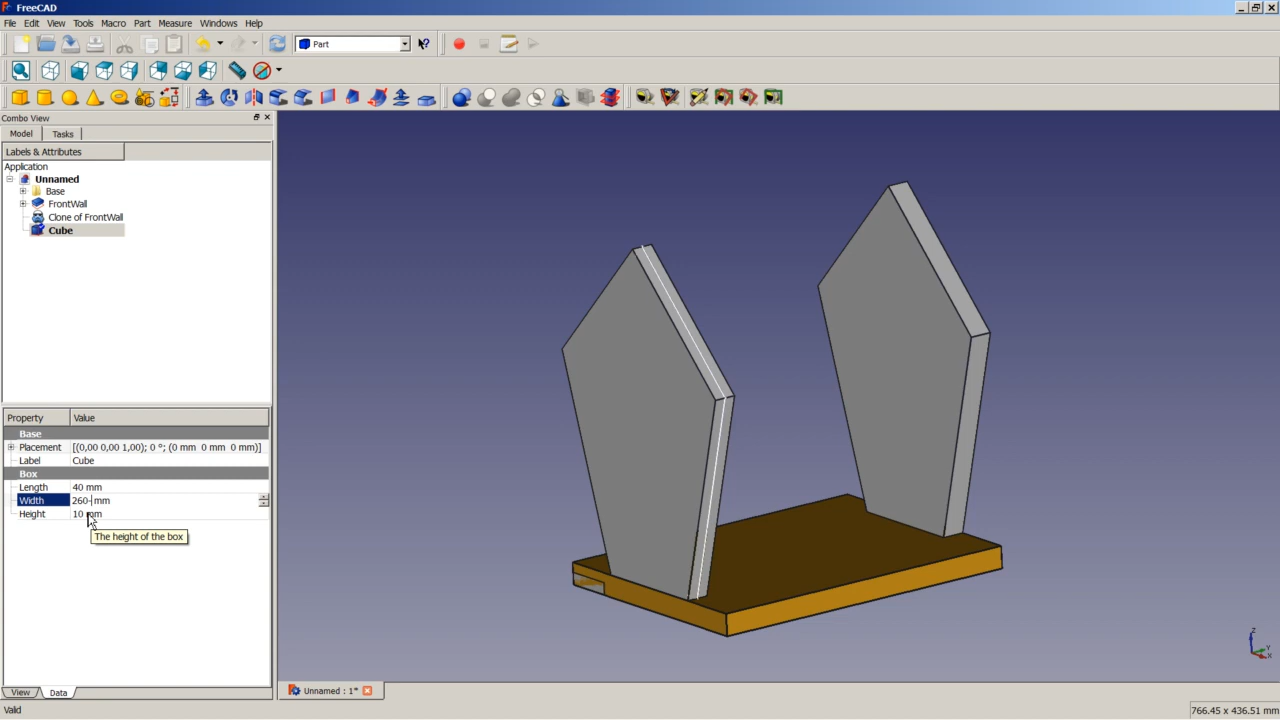 FreeCAD
File Edit View Tools Macro Part Measure Windows Help
Part
Combo View
Model Tasks
Labels & Attributes
Application
Unnamed
Base
FrontWall
Clone of FrontWall
Cube
Property Value
Base
Placement [(0,00 0,00 1,00); 0 °; (0 mm 0 mm 0 mm)]
Label Cube
Box
Length 40 mm
Width 260- mm
Height 10 mm
The height of the box
Z
Y
X
View Data
Unnamed : 1*
Valid 766.45 x 436.51 mm